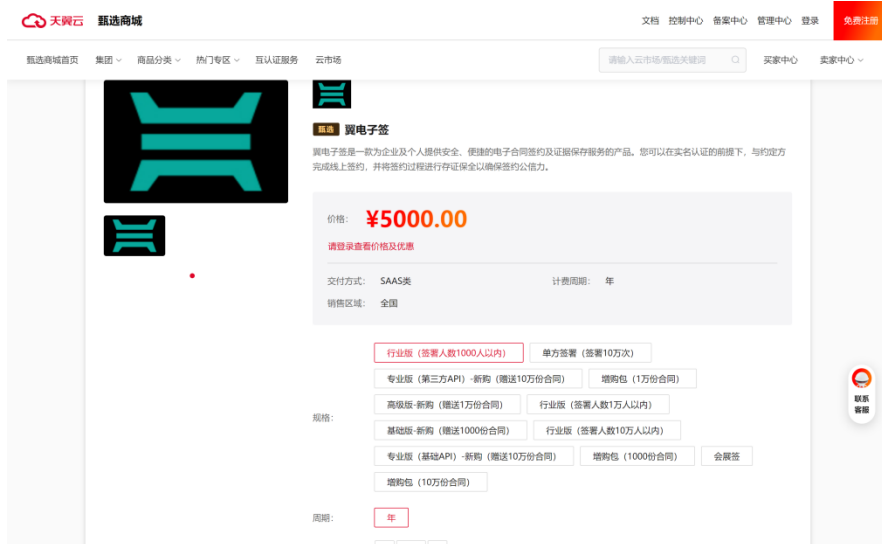 天翼云 甄选商城 文档 控制中心 备案中心 管理中心 登录 免费注册
甄选商城首页 集团 商品分类 热门专区 互认证服务 云市场 请输入云市场/甄选关键词 买家中心 卖家中心
甄选 翼电子签
翼电子签是一款为企业及个人提供安全、便捷的电子合同签约及证据保存服务的产品。您可以在实名认证的前提下，与约定方
完成线上签约，并将签约过程进行存证保全以确保签约公信力。
价格： ¥5000.00
请登录查看价格及优惠
交付方式： SAAS类 计费周期： 年
销售区域： 全国
行业版（签署人数1000人以内） 单方签署（签署10万次）
专业版（第三方API）-新购（赠送10万份合同） 增购包（1万份合同）
高级版-新购（赠送1万份合同） 行业版（签署人数1万人以内）
规格：
基础版-新购（赠送1000份合同） 行业版（签署人数10万人以内）
专业版（基础API）-新购（赠送10万份合同） 增购包（1000份合同） 会展签
增购包（10万份合同）
周期： 年
联系
客服